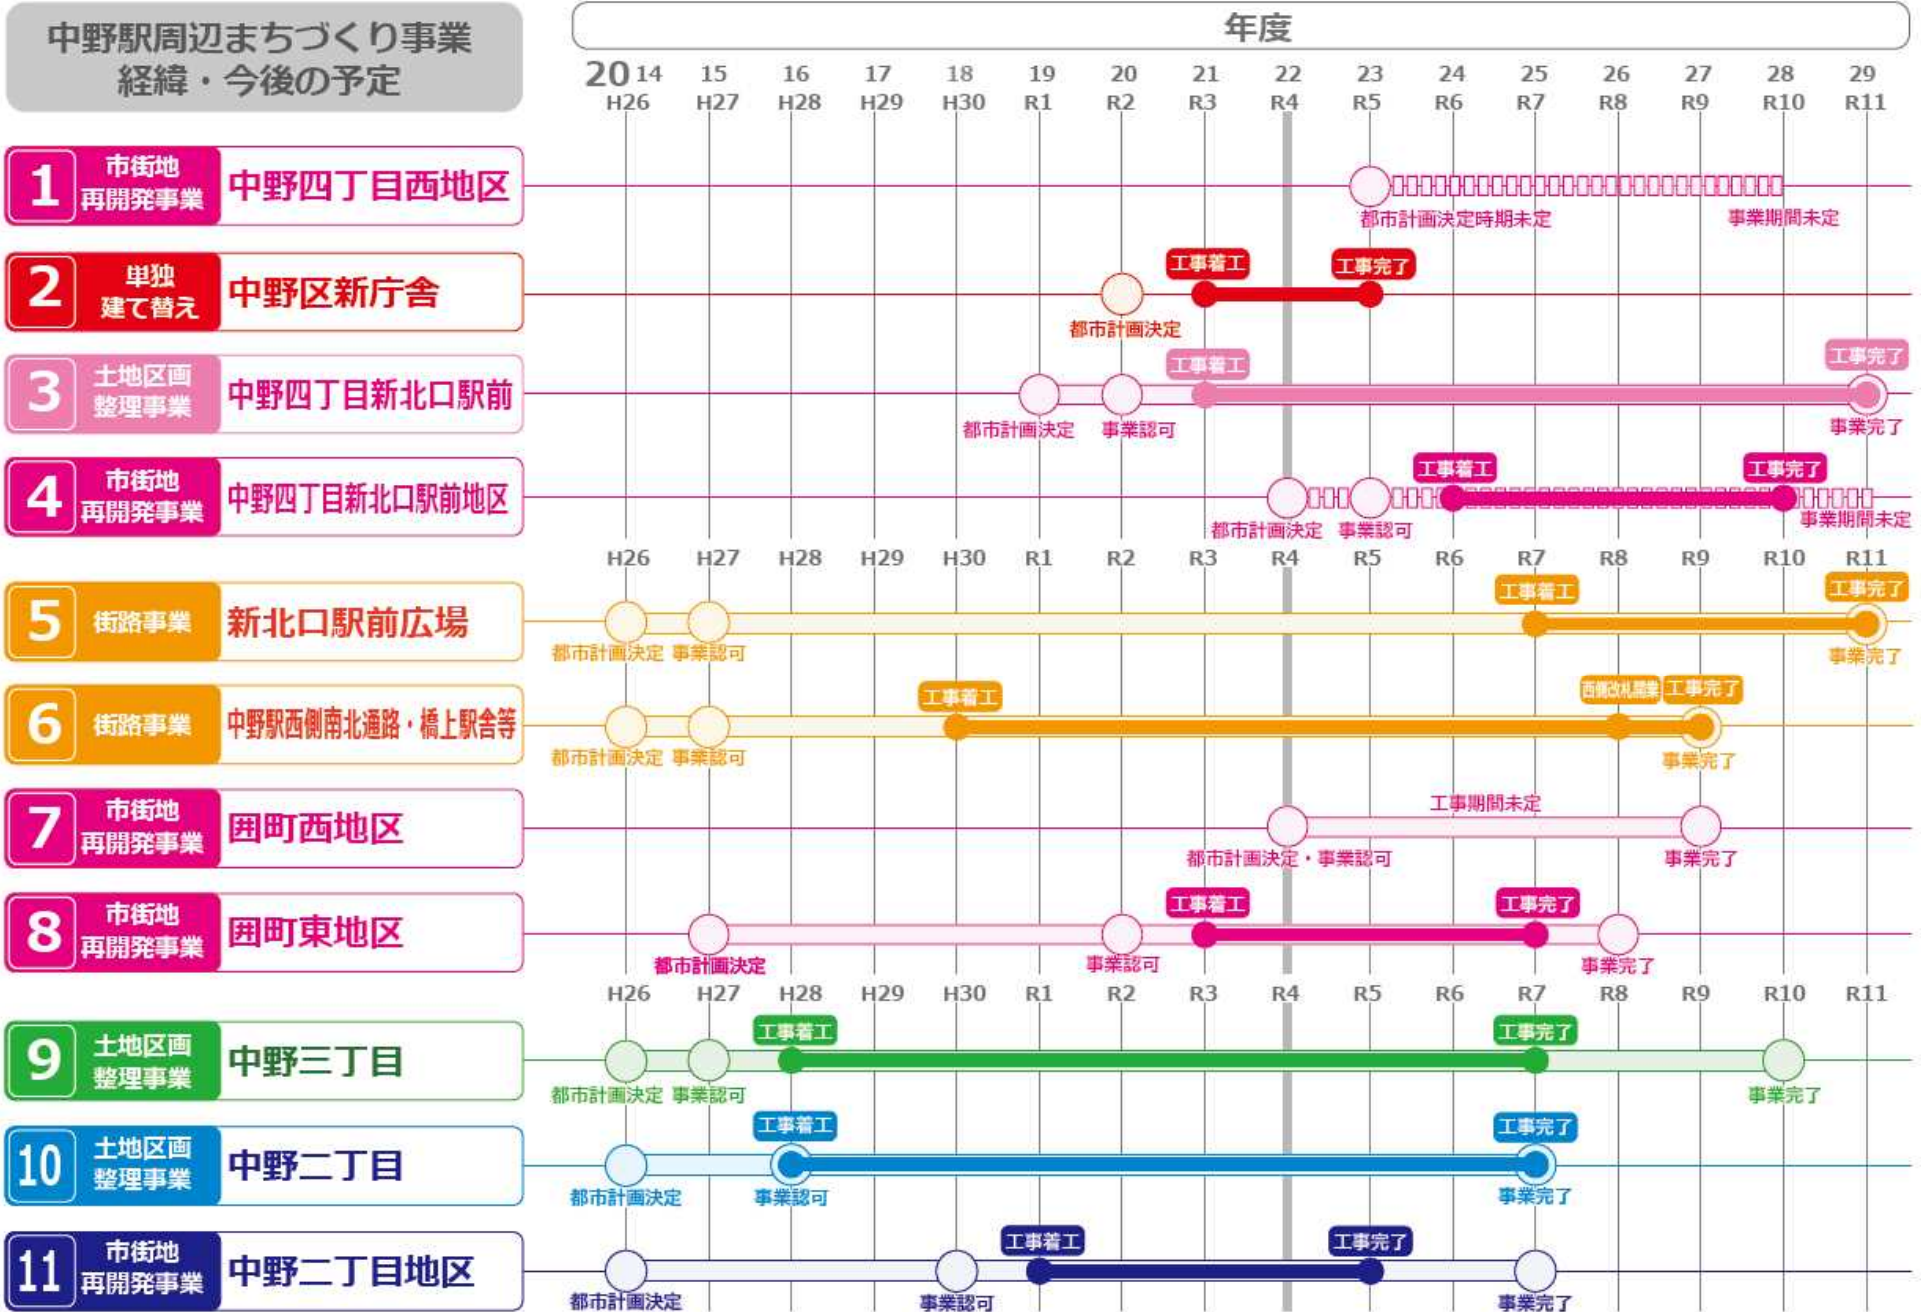 中野駅周辺まちづくり事業
経緯・今後の予定
年度
2014 15 16 17 18 19 20 21 22 23 24 25 26 27 28 29
H26 H27 H28 H29 H30 R1 R2 R3 R4 R5 R6 R7 R8 R9 R10 R11
1 市街地
再開発事業
中野四丁目西地区
都市計画決定時期未定 事業期間未定
2 単独
建て替え
中野区新庁舎
工事着工 工事完了
都市計画決定
3 土地区画
整理事業
中野四丁目新北口駅前
工事着工 工事完了
都市計画決定 事業認可 事業完了
4 市街地
再開発事業
中野四丁目新北口駅前地区
工事着工 工事完了
都市計画決定 事業認可 事業期間未定
H26 H27 H28 H29 H30 R1 R2 R3 R4 R5 R6 R7 R8 R9 R10 R11
5 街路事業 新北口駅前広場
工事着工 工事完了
都市計画決定 事業認可 事業完了
6 街路事業 中野駅西側南北通路・橋上駅舎等
工事着工 西側改札開業 工事完了
都市計画決定 事業認可 事業完了
7 市街地
再開発事業
囲町西地区
工事期間未定
都市計画決定・事業認可 事業完了
8 市街地
再開発事業
囲町東地区
工事着工 工事完了
都市計画決定 事業認可 事業完了
H26 H27 H28 H29 H30 R1 R2 R3 R4 R5 R6 R7 R8 R9 R10 R11
9 土地区画
整理事業
中野三丁目
工事着工 工事完了
都市計画決定 事業認可 事業完了
10 土地区画
整理事業
中野二丁目
工事着工 工事完了
都市計画決定 事業認可 事業完了
11 市街地
再開発事業
中野二丁目地区
工事着工 工事完了
都市計画決定 事業認可 事業完了